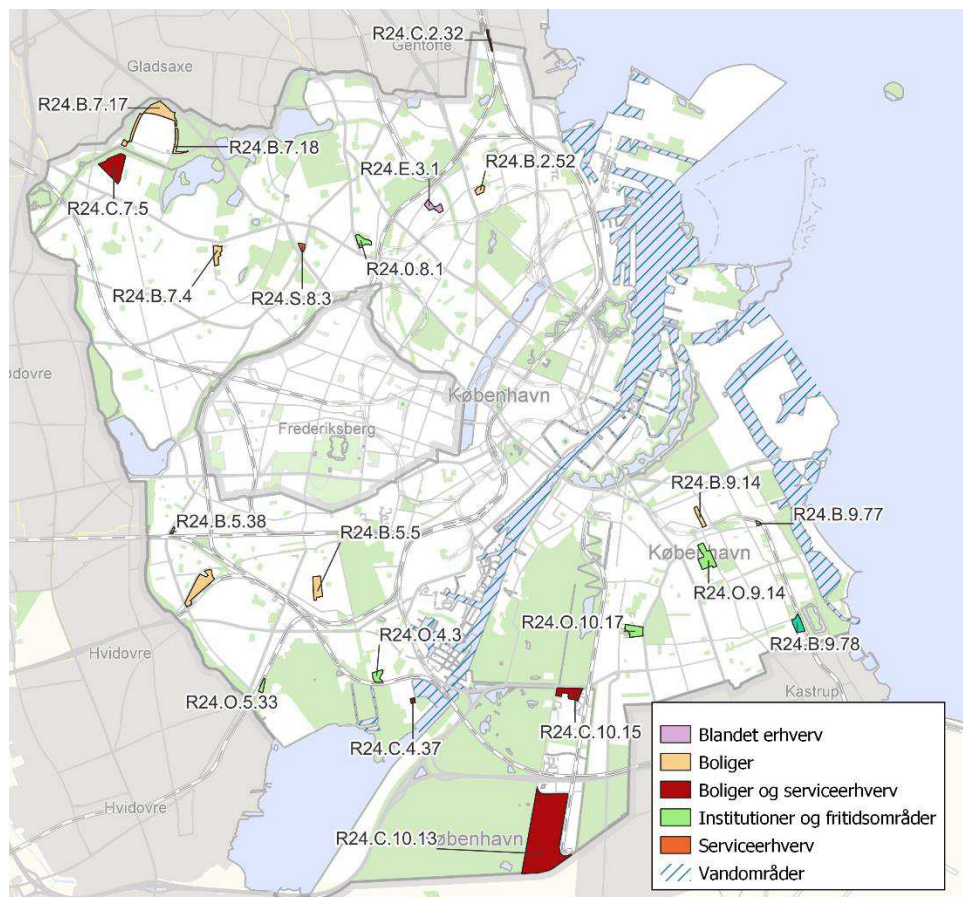 R24.C.2.32
Gentofte
Gladsaxe
R24.B.7.17
R24.B.7.18
R24.E.3.1
R24.B.2.52
R24.C.7.5
R24.0.8.1
R24.B.7.4
R24.S.8.3
ødovre
København
Frederiksberg
R24.B.9.14
R24.B.5.38
R24.B.5.5
R24.B.9.77
København
R24.O.9.14
R24.O.4.3
R24.O.10.17
R24.B.9.78
Hvidovre
Kastrup
R24.O.5.33
R24.C.10.15
R24.C.4.37
Hvidovre
R24.C.10.13
øbenhavn
Blandet erhverv
Boliger
Boliger og serviceerhverv
Institutioner og fritidsområder
Serviceerhverv
Vandområder